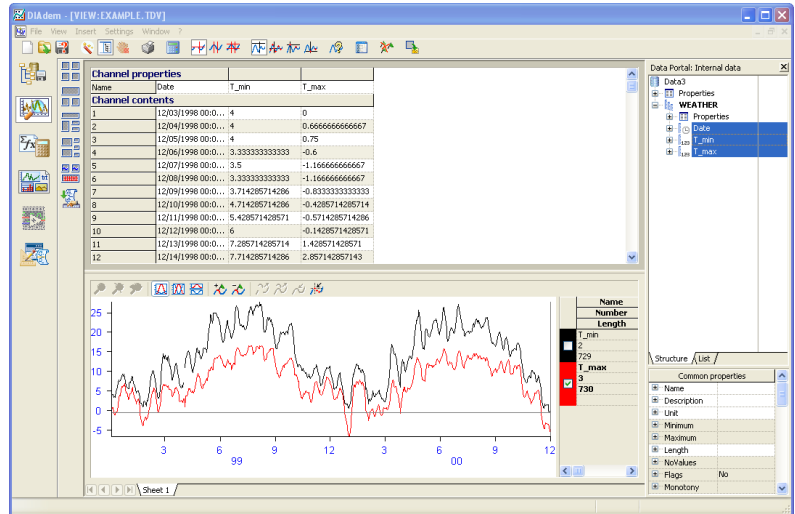 DIAdem - [VIEW:EXAMPLE.TDV]
File View Insert Settings Window ?
Channel properties
Name Date T_min T_max
Channel contents
1 12/03/1998 00:0... 4 0
2 12/04/1998 00:0... 4 0.6666666666667
3 12/05/1998 00:0... 4 0.75
4 12/06/1998 00:0... 3.333333333333 -0.6
5 12/07/1998 00:0... 3.5 -1.166666666667
6 12/08/1998 00:0... 3.333333333333 -1.166666666667
7 12/09/1998 00:0... 3.714285714286 -0.8333333333333
8 12/10/1998 00:0... 4.714285714286 -0.4285714285714
9 12/11/1998 00:0... 5.428571428571 -0.5714285714286
10 12/12/1998 00:0... 6 -0.1428571428571
11 12/13/1998 00:0... 7.285714285714 1.428571428571
12 12/14/1998 00:0... 7.714285714286 2.857142857143
25
20
15
10
5
0
-5
3 6 9 12 3 6 9 12
99 00
Name
Number
Length
T_min
2
729
T_max
3
730
Sheet 1
Data Portal: Internal data
Data3
Properties
WEATHER
Properties
Date
T_min
T_max
Structure List
Common properties
Name
Description
Unit
Minimum
Maximum
Length
NoValues
Flags No
Monotony